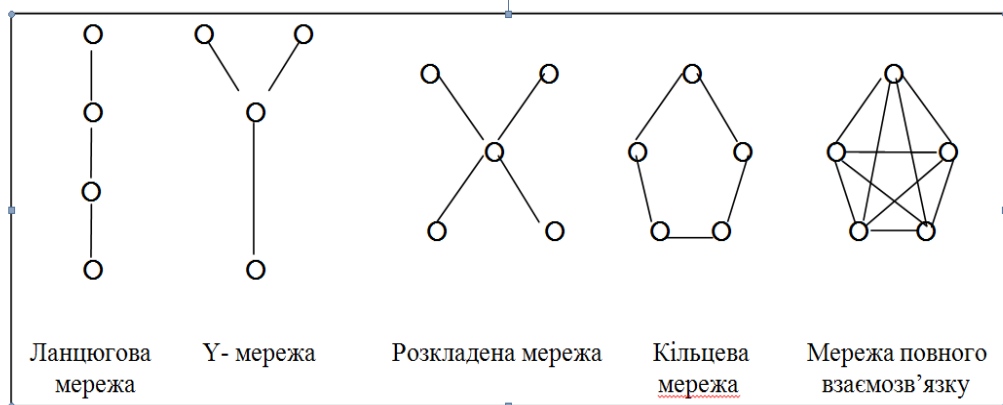 Ланцюгова
мережа
Y- мережа
Розкладена мережа
Кільцева
мережа
Мережа повного
взаємозв’язку